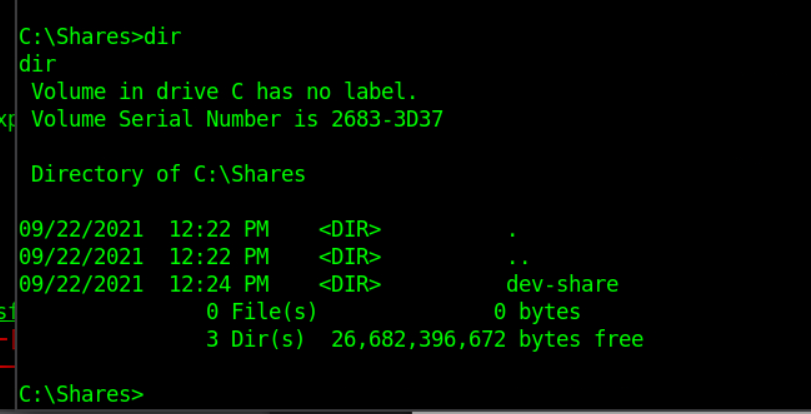 C:\Shares>dir
dir
 Volume in drive C has no label.
 Volume Serial Number is 2683-3D37

 Directory of C:\Shares

09/22/2021  12:22 PM    <DIR>          .
09/22/2021  12:22 PM    <DIR>          ..
09/22/2021  12:24 PM    <DIR>          dev-share
               0 File(s)              0 bytes
               3 Dir(s)  26,682,396,672 bytes free

C:\Shares>